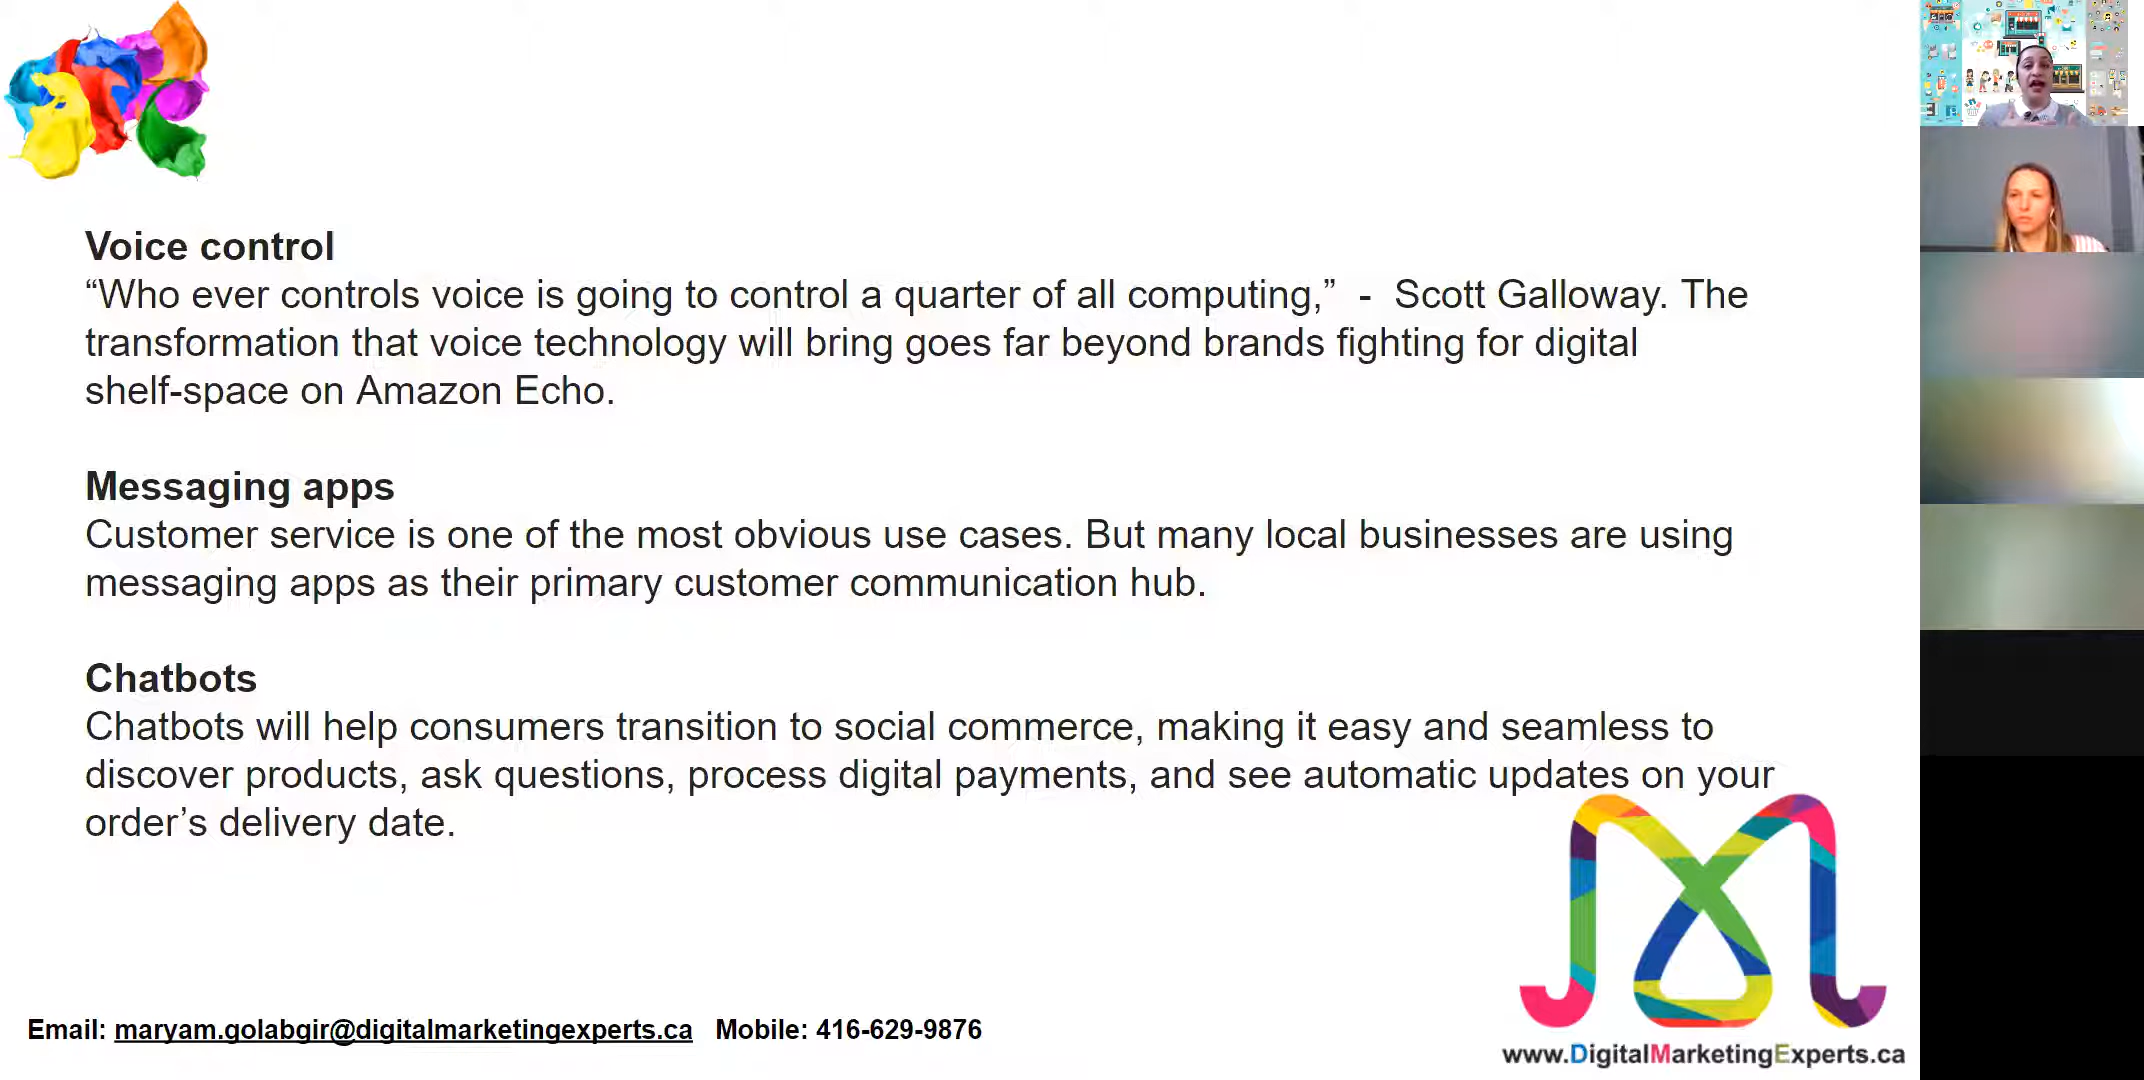 Voice control
“Who ever controls voice is going to control a quarter of all computing,” - Scott Galloway. The
transformation that voice technology will bring goes far beyond brands fighting for digital
shelf-space on Amazon Echo.
Messaging apps
Customer service is one of the most obvious use cases. But many local businesses are using
messaging apps as their primary customer communication hub.
Chatbots
Chatbots will help consumers transition to social commerce, making it easy and seamless to
discover products, ask questions, process digital payments, and see automatic updates on your
order’s delivery date.
Email: maryam.golabgir@digitalmarketingexperts.ca Mobile: 416-629-9876
www.DigitalMarketingExperts.ca